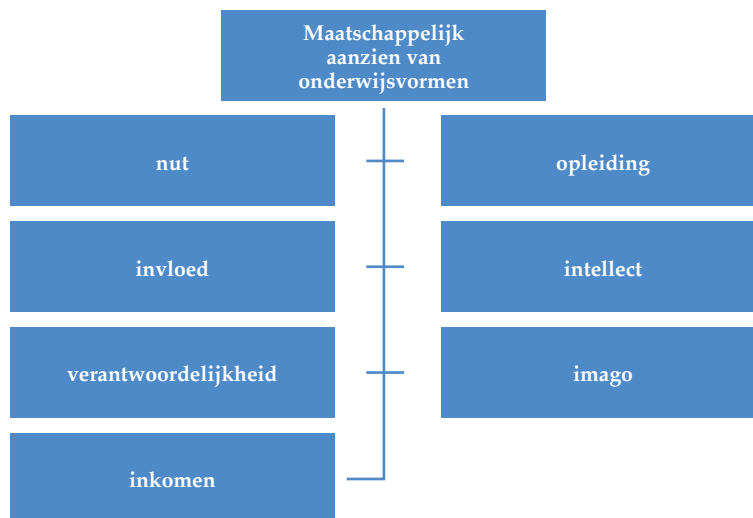 Maatschappelijk
aanzien van
onderwijsvormen
nut
opleiding
invloed
intellect
verantwoordelijkheid
imago
inkomen